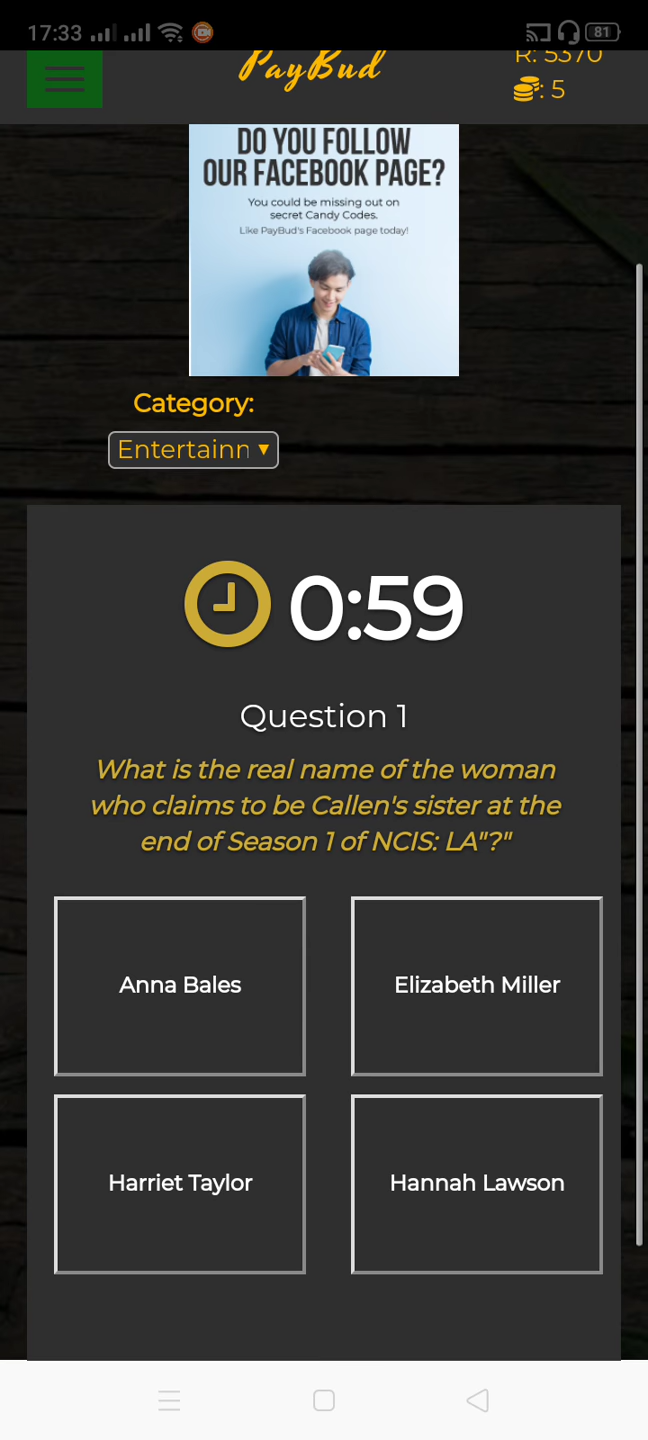 17:33
81
PayBud
R: 5370
: 5
DO YOU FOLLOW
OUR FACEBOOK PAGE?
You could be missing out on
secret Candy Codes.
Like PayBud's Facebook page today!
Category:
Entertainn
0:59
Question 1
What is the real name of the woman
who claims to be Callen's sister at the
end of Season 1 of NCIS: LA"?"
Anna Bales
Elizabeth Miller
Harriet Taylor
Hannah Lawson